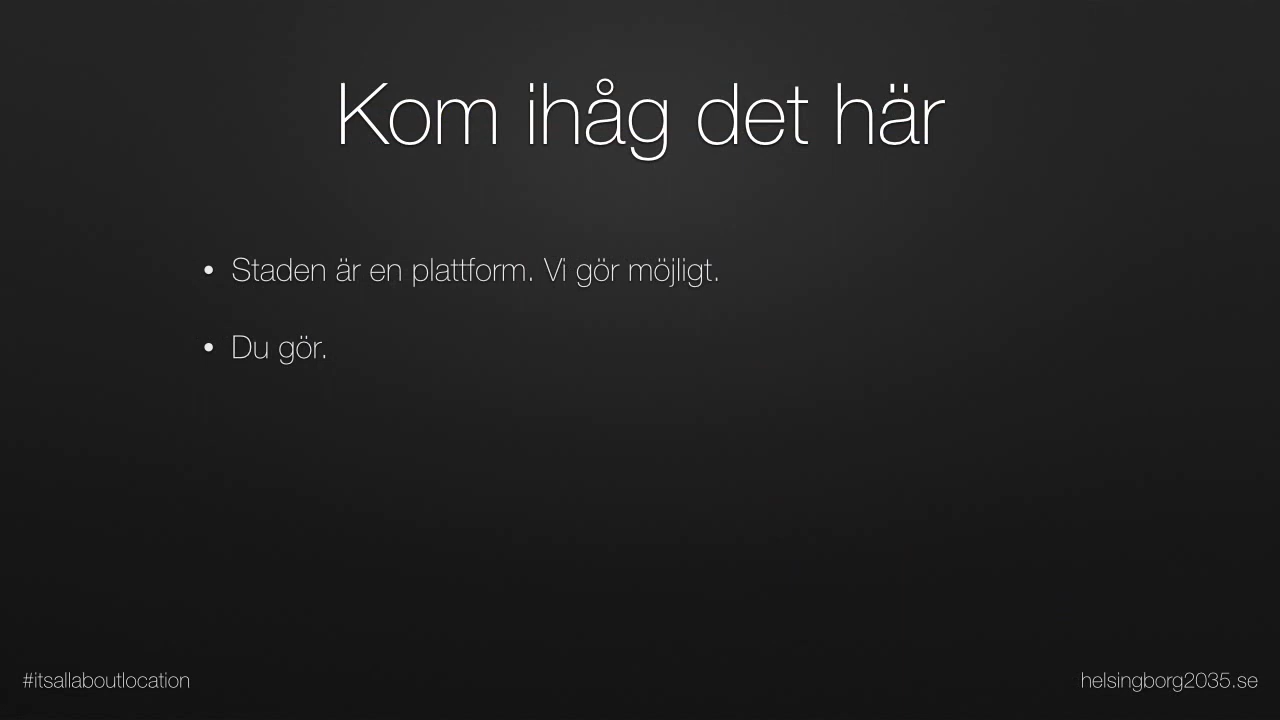 Kom ihåg det här
• Staden är en plattform. Vi gör möjligt.
• Du gör.
#itsallaboutlocation
helsingborg2035.se